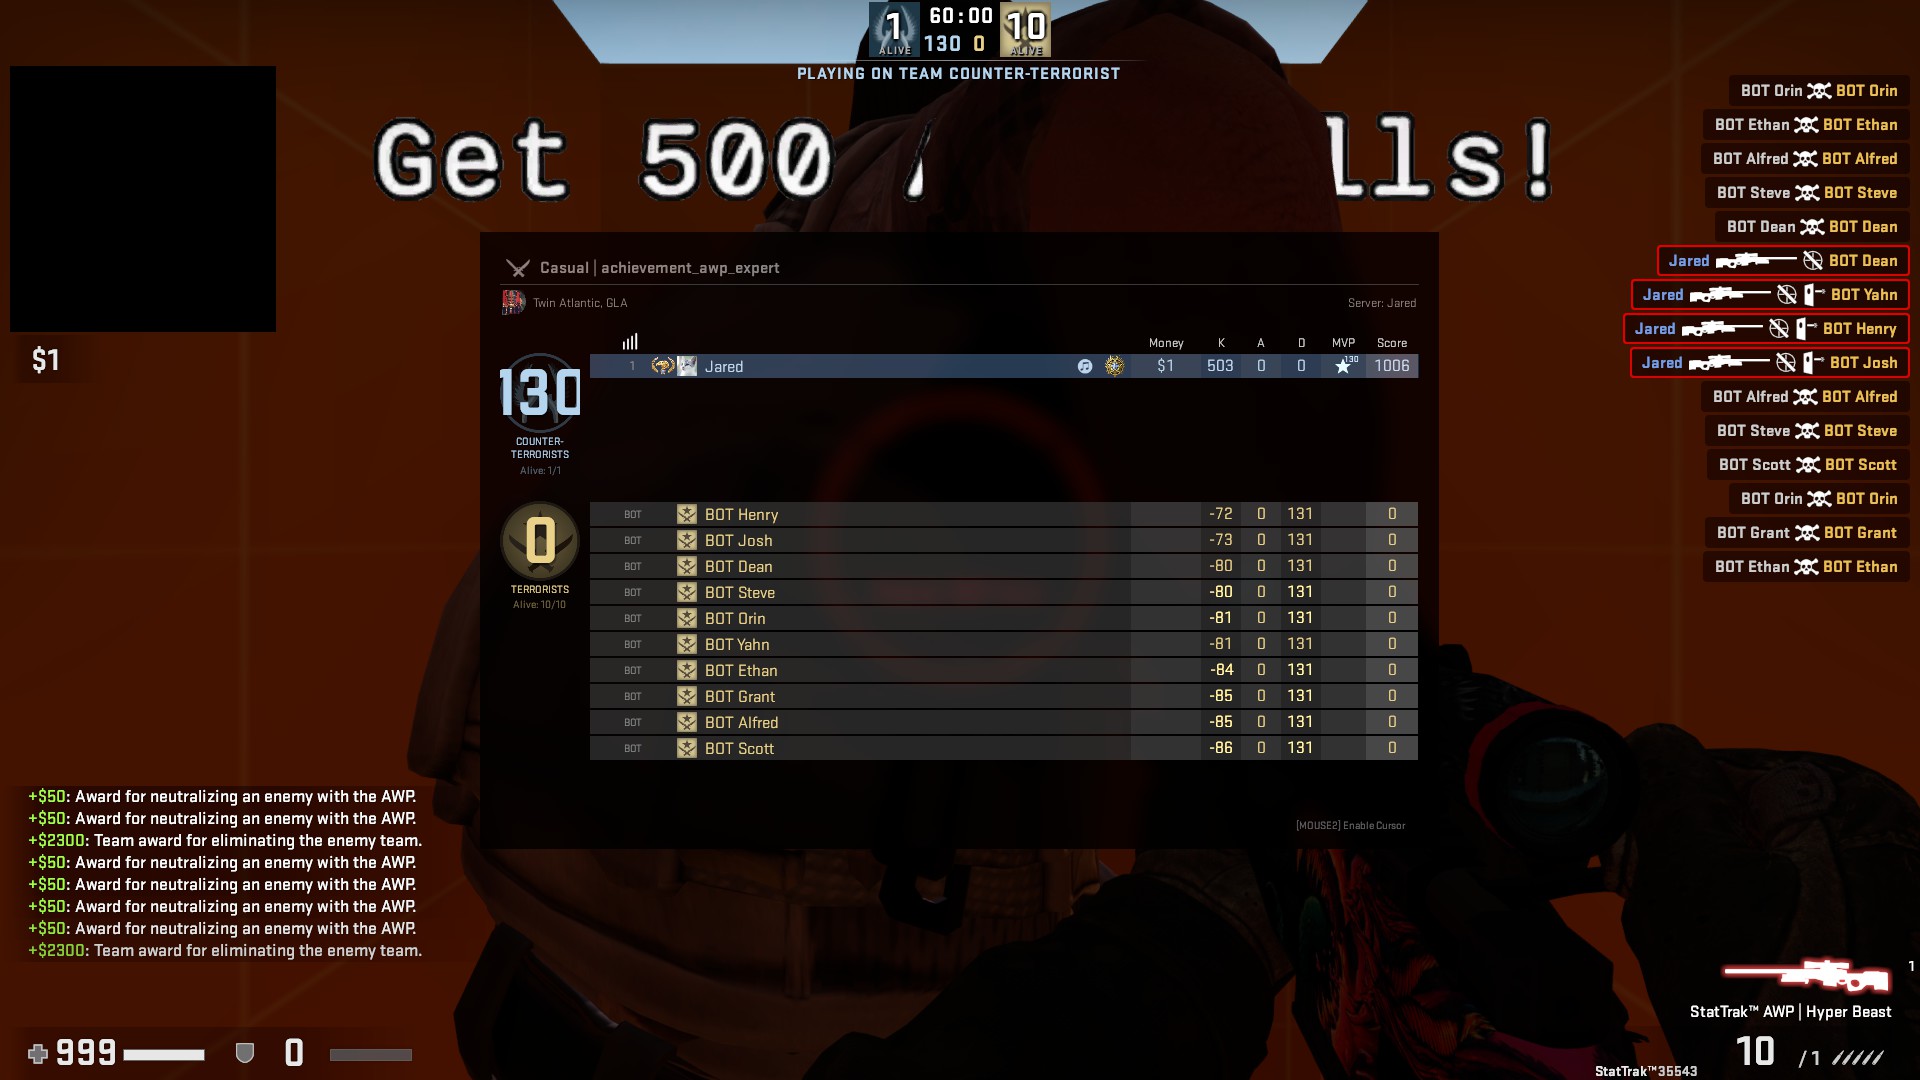 1 ALIVE 60:00 10 ALIVE
130 0
PLAYING ON TEAM COUNTER-TERRORIST
Get 500 lls!
$1
BOT Orin BOT Orin
BOT Ethan BOT Ethan
BOT Alfred BOT Alfred
BOT Steve BOT Steve
BOT Dean BOT Dean
Jared BOT Dean
Jared BOT Yahn
Jared BOT Henry
Jared BOT Josh
BOT Alfred BOT Alfred
BOT Steve BOT Steve
BOT Scott BOT Scott
BOT Orin BOT Orin
BOT Grant BOT Grant
BOT Ethan BOT Ethan
Casual | achievement_awp_expert
Twin Atlantic, GLA Server: Jared
Money K A D MVP Score
1 Jared $1 503 0 0 130 1006
130
COUNTER-
TERRORISTS
Alive: 1/1
BOT BOT Henry -72 0 131 0
BOT BOT Josh -73 0 131 0
BOT BOT Dean -80 0 131 0
BOT BOT Steve -80 0 131 0
BOT BOT Orin -81 0 131 0
BOT BOT Yahn -81 0 131 0
BOT BOT Ethan -84 0 131 0
BOT BOT Grant -85 0 131 0
BOT BOT Alfred -85 0 131 0
BOT BOT Scott -86 0 131 0
0
TERRORISTS
Alive: 10/10
[MOUSE2] Enable Cursor
+$50: Award for neutralizing an enemy with the AWP.
+$50: Award for neutralizing an enemy with the AWP.
+$2300: Team award for eliminating the enemy team.
+$50: Award for neutralizing an enemy with the AWP.
+$50: Award for neutralizing an enemy with the AWP.
+$50: Award for neutralizing an enemy with the AWP.
+$50: Award for neutralizing an enemy with the AWP.
+$2300: Team award for eliminating the enemy team.
999 0
1
StatTrak™ AWP | Hyper Beast
10 / 1
StatTrak™35543